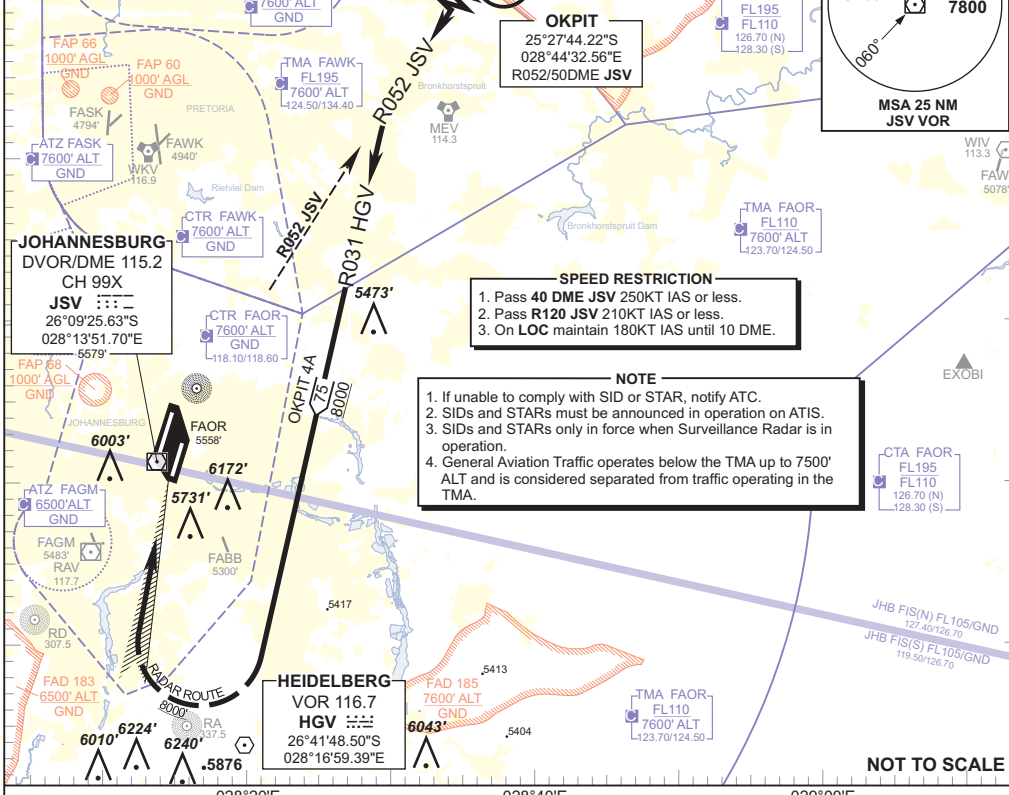 7600' ALT
GND
FAP 66
1000' AGL
GND
FAP 60
1000' AGL
GND
TMA FAWK
FL195
C 7600' ALT
124.50/134.40
PRETORIA
FASK
4794'
ATZ FASK
C 7600' ALT
GND
FAWK
4940'
WKV
116.9
Rietvlei Dam
CTR FAWK
C 7600' ALT
GND
R052 JSV
R052 JSV
R031 HGV
OKPIT
25°27'44.22"S
028°44'32.56"E
R052/50DME JSV
Bronkhorstspruit
MEV
114.3
Bronkhorstspruit Dam
FL195
C FL110
126.70 (N)
128.30 (S)
7800
060°
MSA 25 NM
JSV VOR
WIV
113.3
FAW
5078'
TMA FAOR
FL110
C 7600' ALT
123.70/124.50
JOHANNESBURG
DVOR/DME 115.2
CH 99X
JSV
26°09'25.63"S
028°13'51.70"E
5579'
CTR FAOR
C 7600' ALT
GND
118.10/118.60
5473'
SPEED RESTRICTION
1. Pass 40 DME JSV 250KT IAS or less.
2. Pass R120 JSV 210KT IAS or less.
3. On LOC maintain 180KT IAS until 10 DME.
FAP 68
1000' AGL
GND
JOHANNESBURG
FAOR
5558'
OKPIT 4A
75
8000
NOTE
1. If unable to comply with SID or STAR, notify ATC.
2. SIDs and STARs must be announced in operation on ATIS.
3. SIDs and STARs only in force when Surveillance Radar is in
operation.
4. General Aviation Traffic operates below the TMA up to 7500'
ALT and is considered separated from traffic operating in the
TMA.
EXOBI
6003'
6172'
5731'
ATZ FAGM
C 6500'ALT
GND
FAGM
5483'
RAV
117.7
FABB
5300'
CTA FAOR
FL195
C FL110
126.70 (N)
128.30 (S)
JHB FIS(N) FL105/GND
127.40/126.70
JHB FIS(S) FL105/GND
119.50/126.70
RD
307.5
5417
5413
5404
FAD 183
6500' ALT
GND
RADAR ROUTE
8000'
RA
337.5
HEIDELBERG
VOR 116.7
HGV
26°41'48.50"S
028°16'59.39"E
FAD 185
7600' ALT
GND
6043'
TMA FAOR
FL110
C 7600' ALT
123.70/124.50
6010'
6224'
6240'
5876
NOT TO SCALE